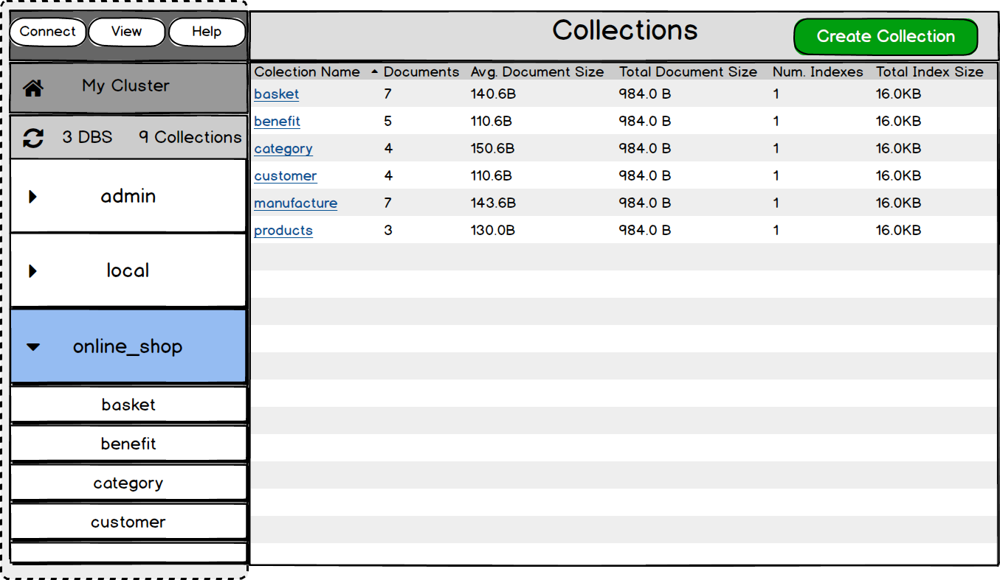 Connect View Help
Collections
Create Collection
My Cluster
3 DBS 9 Collections
admin
local
online_shop
basket
benefit
category
customer
Colection Name Documents Avg. Document Size Total Document Size Num. Indexes Total Index Size
basket 7 140.6B 984.0 B 1 16.0KB
benefit 5 110.6B 984.0 B 1 16.0KB
category 4 150.6B 984.0 B 1 16.0KB
customer 4 110.6B 984.0 B 1 16.0KB
manufacture 7 143.6B 984.0 B 1 16.0KB
products 3 130.0B 984.0 B 1 16.0KB